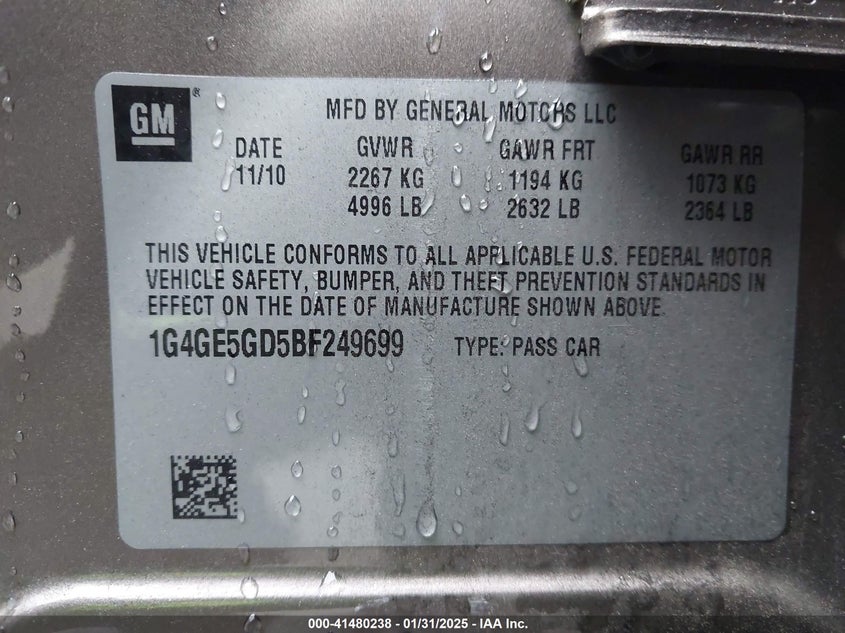 GM ®
MFD BY GENERAL MOTORS LLC
DATE GVWR GAWR FRT GAWR RR
11/10 2267 KG 1194 KG 1073 KG
4996 LB 2632 LB 2364 LB
THIS VEHICLE CONFORMS TO ALL APPLICABLE U.S. FEDERAL MOTOR
VEHICLE SAFETY, BUMPER, AND THEFT PREVENTION STANDARDS IN
EFFECT ON THE DATE OF MANUFACTURE SHOWN ABOVE.
1G4GE5GD5BF249699 TYPE: PASS CAR
000-41480238 - 01/31/2025 - IAA Inc.